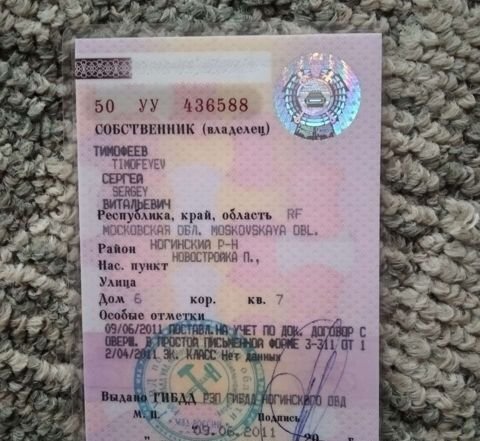 50 УУ 436588
СОБСТВЕННИК (владелец)
ТИМОФЕЕВ
TIMOFEYEV
СЕРГЕЙ
SERGEY
ВИТАЛЬЕВИЧ
Республика, край, область RF
МОСКОВСКАЯ ОБЛ. MOSKOVSKAYA OBL.
Район НОГИНСКИЙ Р-Н
Нас. пункт НОВОСТРОЙКА П.,
Улица
Дом 6 кор. кв. 7
Особые отметки
09/06/2011 ПОСТАВЛ.НА УЧЕТ ПО ДОК. ДОГОВОР С
ОВЕРШ. В ПРОСТОЙ ПИСЬМЕННОЙ ФОРМЕ 3-311 ОТ 1
2/04/2011 ЭК. КЛАСС Нет данных
Выдано ГИБДД РЭП ГИБДД НОГИНСКОГО ОВД
М. П. Подпись
" 09.06.2011 20 г.